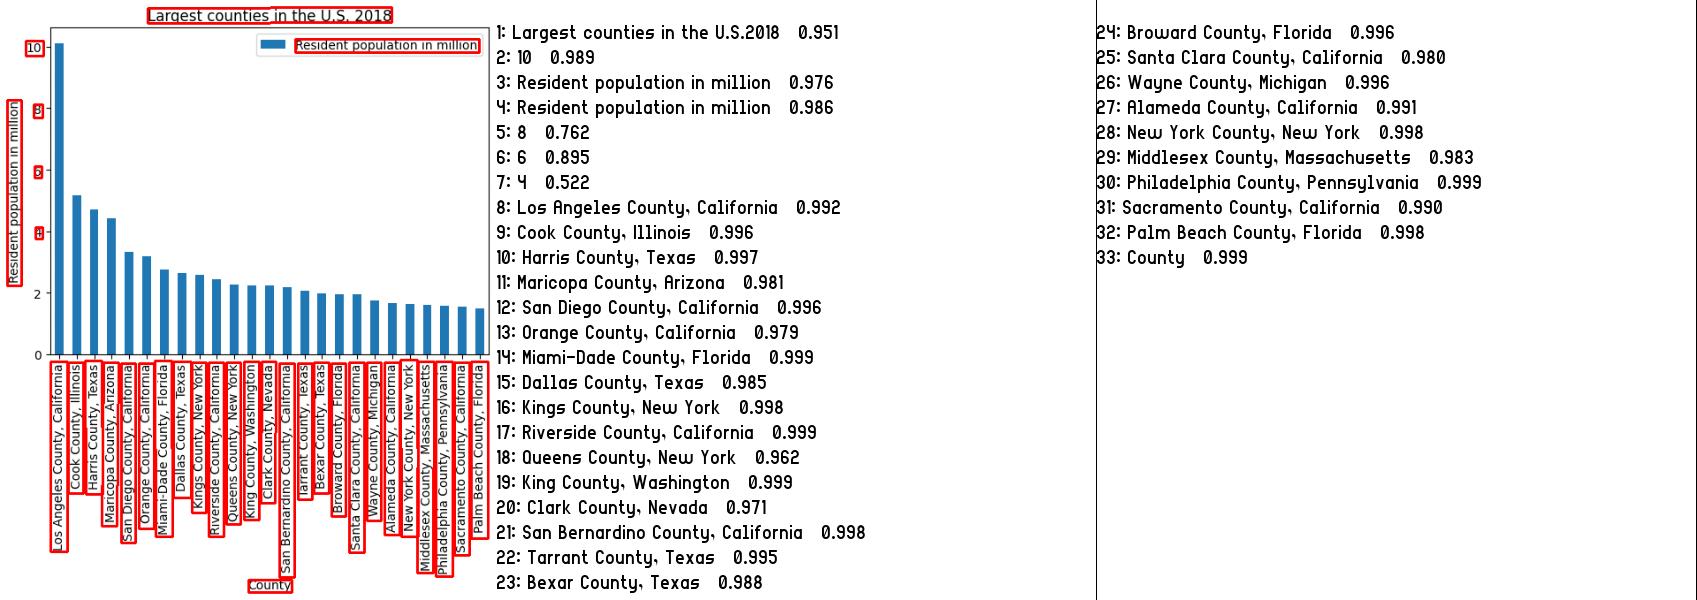 Largest counties in the U.S. 2018
Resident population in million
Resident population in million
10
8
6
4
2
0
Los Angeles County, California
Cook County, Illinois
Harris County, Texas
Maricopa County, Arizona
San Diego County, California
Orange County, California
Miami-Dade County, Florida
Dallas County, Texas
Kings County, New York
Riverside County, California
Queens County, New York
King County, Washington
Clark County, Nevada
San Bernardino County, California
Tarrant County, Texas
Bexar County, Texas
Broward County, Florida
Santa Clara County, California
Wayne County, Michigan
Alameda County, California
New York County, New York
Middlesex County, Massachusetts
Philadelphia County, Pennsylvania
Sacramento County, California
Palm Beach County, Florida
County
1: Largest counties in the U.S.2018 0.951
2: 10 0.989
3: Resident population in million 0.976
4: Resident population in million 0.986
5: 8 0.762
6: 6 0.895
7: 4 0.522
8: Los Angeles County, California 0.992
9: Cook County, Illinois 0.996
10: Harris County, Texas 0.997
11: Maricopa County, Arizona 0.981
12: San Diego County, California 0.996
13: Orange County, California 0.979
14: Miami-Dade County, Florida 0.999
15: Dallas County, Texas 0.985
16: Kings County, New York 0.998
17: Riverside County, California 0.999
18: Queens County, New York 0.962
19: King County, Washington 0.999
20: Clark County, Nevada 0.971
21: San Bernardino County, California 0.998
22: Tarrant County, Texas 0.995
23: Bexar County, Texas 0.988
24: Broward County, Florida 0.996
25: Santa Clara County, California 0.980
26: Wayne County, Michigan 0.996
27: Alameda County, California 0.991
28: New York County, New York 0.998
29: Middlesex County, Massachusetts 0.983
30: Philadelphia County, Pennsylvania 0.999
31: Sacramento County, California 0.990
32: Palm Beach County, Florida 0.998
33: County 0.999